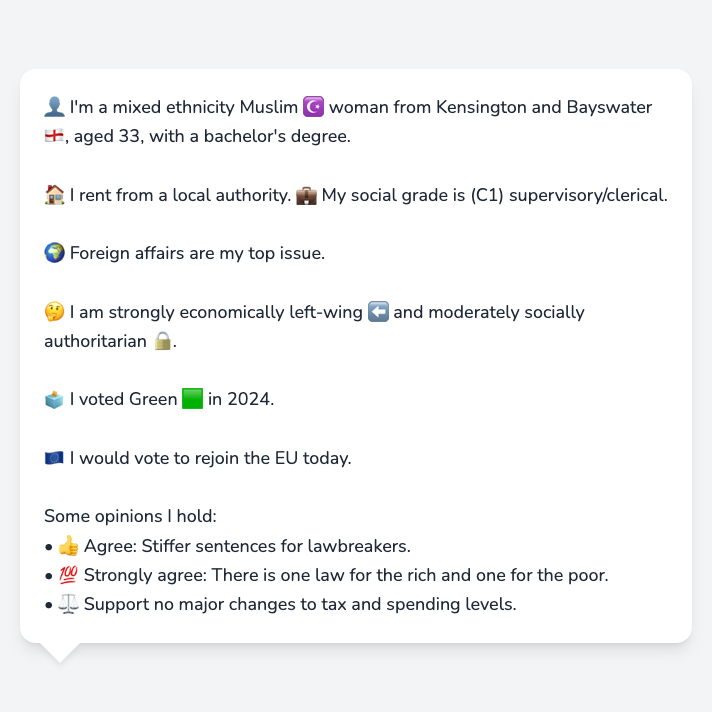 👤 I'm a mixed ethnicity Muslim ☪️ woman from Kensington and Bayswater
🏴󠁧󠁢󠁥󠁮󠁧󠁿, aged 33, with a bachelor's degree.
🏠 I rent from a local authority. 💼 My social grade is (C1) supervisory/clerical.
🌍 Foreign affairs are my top issue.
🤔 I am strongly economically left-wing ⬅️ and moderately socially
authoritarian 🔒.
🗳️ I voted Green 🟩 in 2024.
🇪🇺 I would vote to rejoin the EU today.
Some opinions I hold:
• 👍 Agree: Stiffer sentences for lawbreakers.
• 💯 Strongly agree: There is one law for the rich and one for the poor.
• ⚖️ Support no major changes to tax and spending levels.